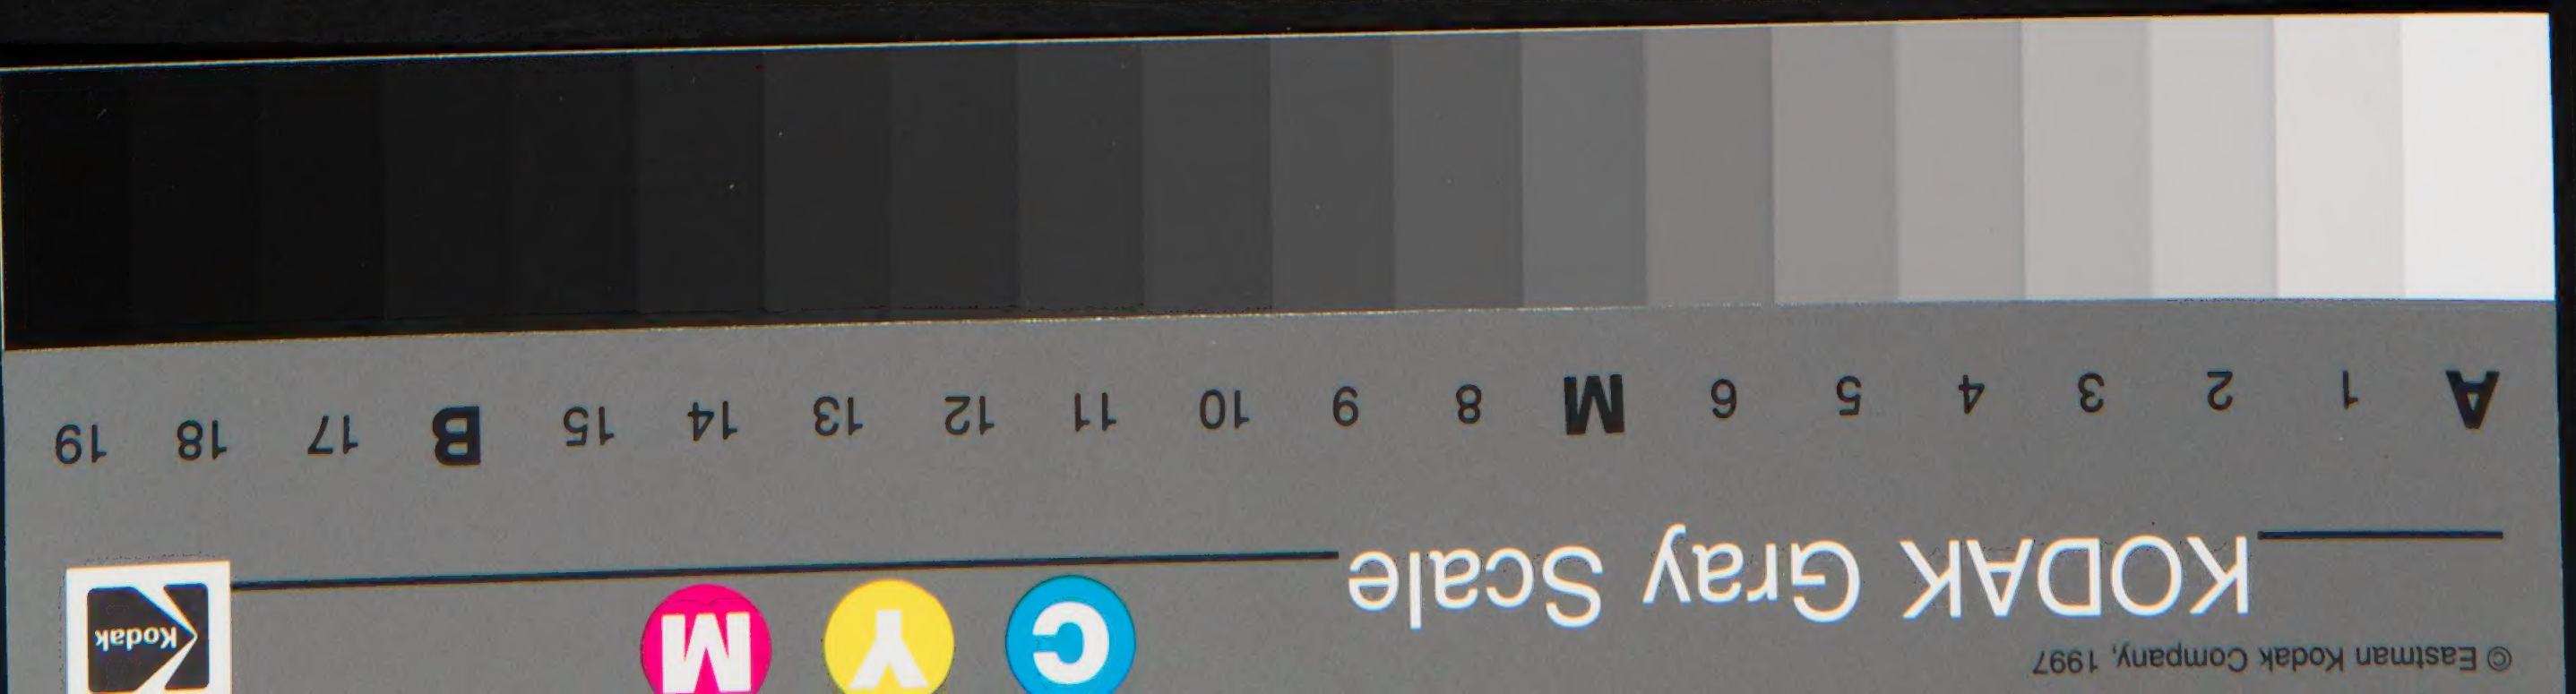 © Eastman Kodak Company, 1997
KODAK Gray Scale
C Y M
Kodak
A 1 2 3 4 5 6 M 8 9 10 11 12 13 14 15 B 17 18 19